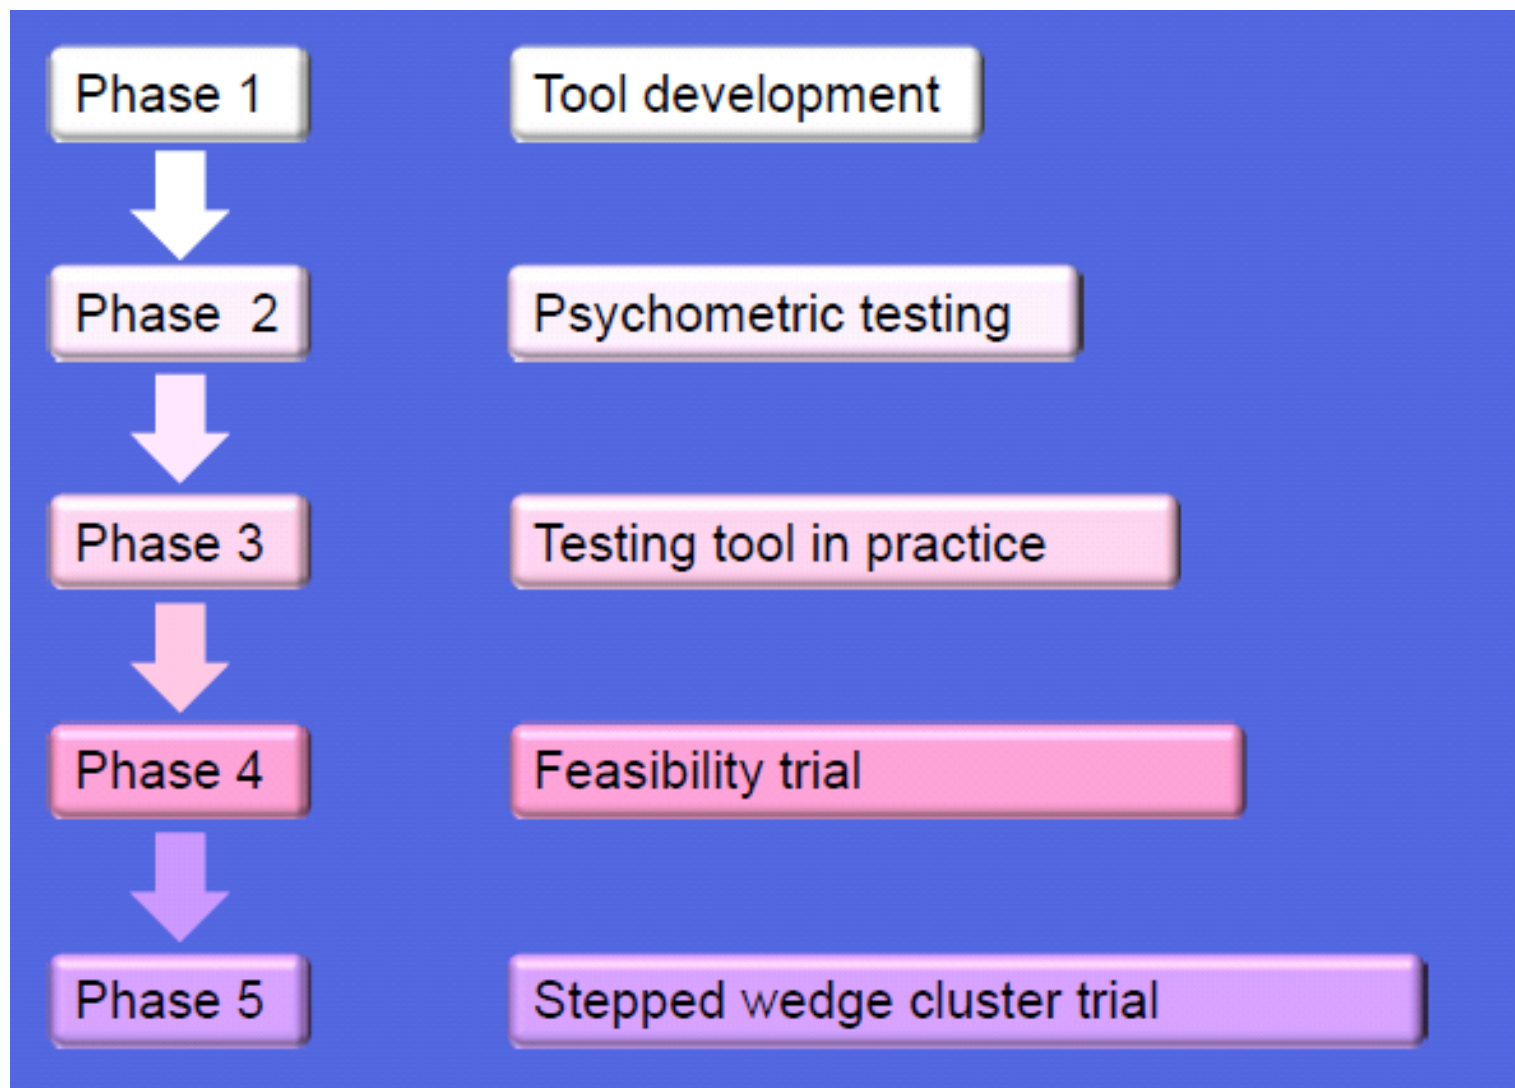 Phase 1
Tool development
Phase 2
Psychometric testing
Phase 3
Testing tool in practice
Phase 4
Feasibility trial
Phase 5
Stepped wedge cluster trial